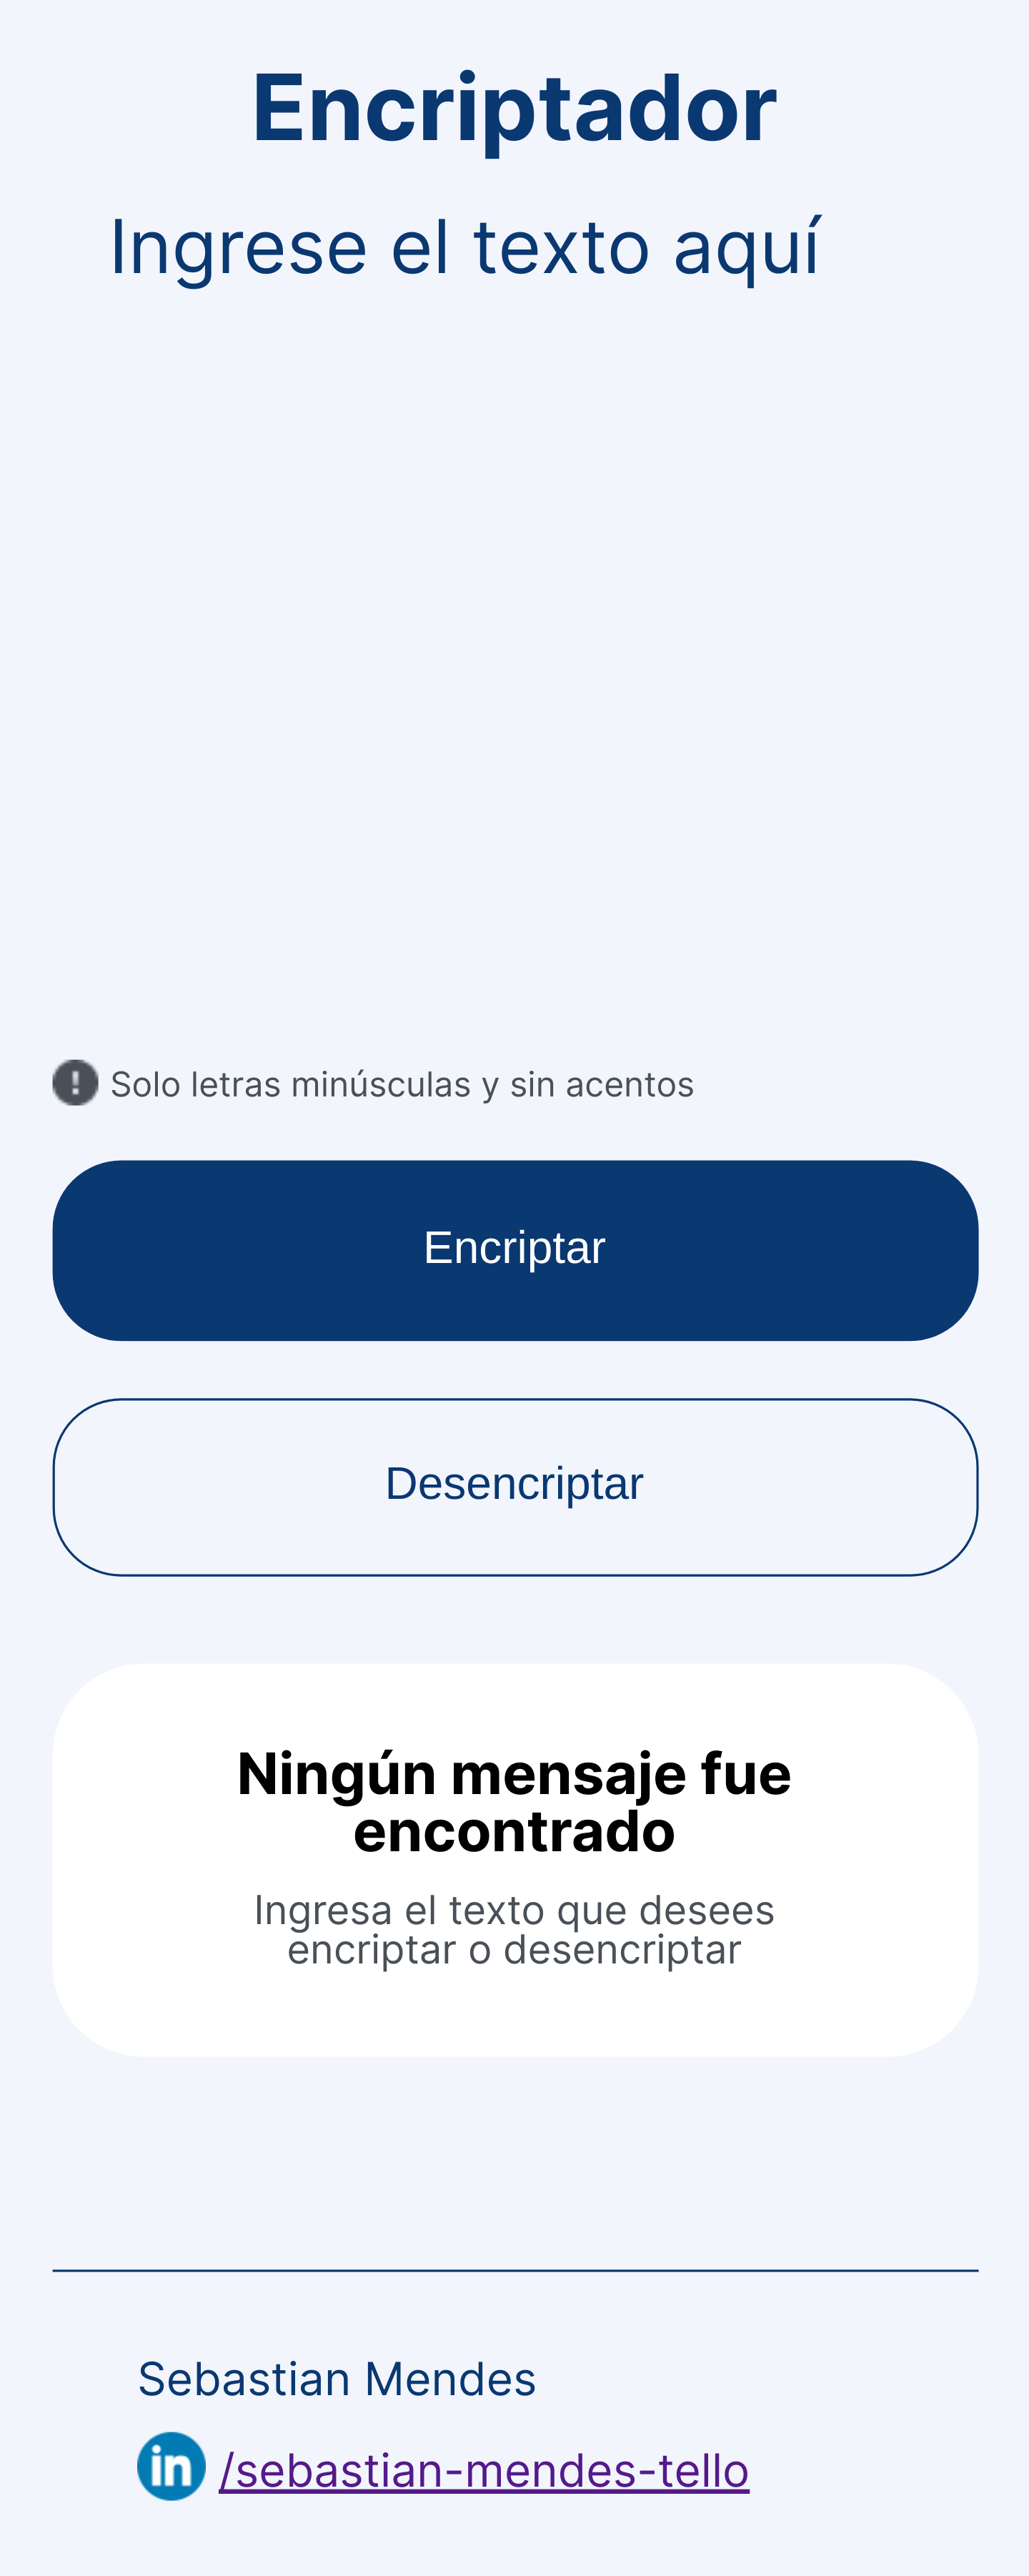 Encriptador
Ingrese el texto aquí
! Solo letras minúsculas y sin acentos
Encriptar
Desencriptar
Ningún mensaje fue
encontrado
Ingresa el texto que desees
encriptar o desencriptar
Sebastian Mendes
in /sebastian-mendes-tello